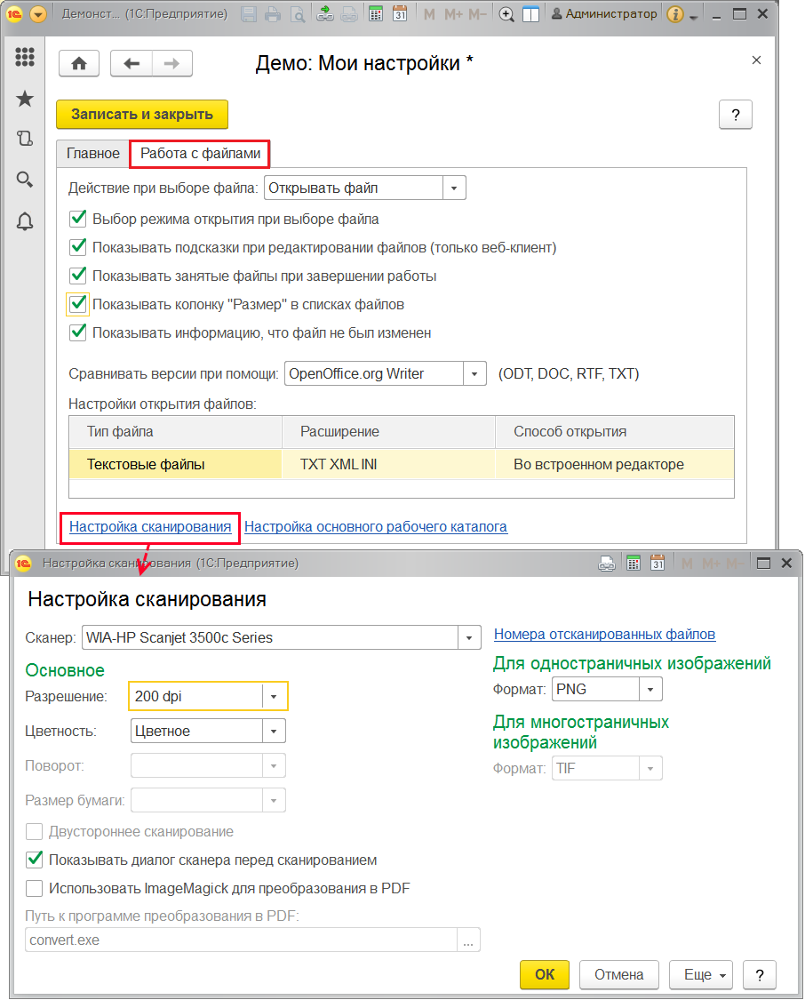 Демонст... (1С:Предприятие) M M+ M− 31 Администратор
Демо: Мои настройки *
Записать и закрыть ?
Главное Работа с файлами
Действие при выборе файла: Открывать файл
Выбор режима открытия при выборе файла
Показывать подсказки при редактировании файлов (только веб-клиент)
Показывать занятые файлы при завершении работы
Показывать колонку "Размер" в списках файлов
Показывать информацию, что файл не был изменен
Сравнивать версии при помощи: OpenOffice.org Writer (ODT, DOC, RTF, TXT)
Настройки открытия файлов:
Тип файла Расширение Способ открытия
Текстовые файлы TXT XML INI Во встроенном редакторе
Настройка сканирования Настройка основного рабочего каталога
Настройка сканирования (1С:Предприятие) 31 M M+ M−
Настройка сканирования
Сканер: WIA-HP Scanjet 3500c Series Номера отсканированных файлов
Основное Для одностраничных изображений
Разрешение: 200 dpi Формат: PNG
Цветность: Цветное Для многостраничных
изображений
Поворот: Формат: TIF
Размер бумаги:
Двустороннее сканирование
Показывать диалог сканера перед сканированием
Использовать ImageMagick для преобразования в PDF
Путь к программе преобразования в PDF:
convert.exe ...
ОК Отмена Еще ?